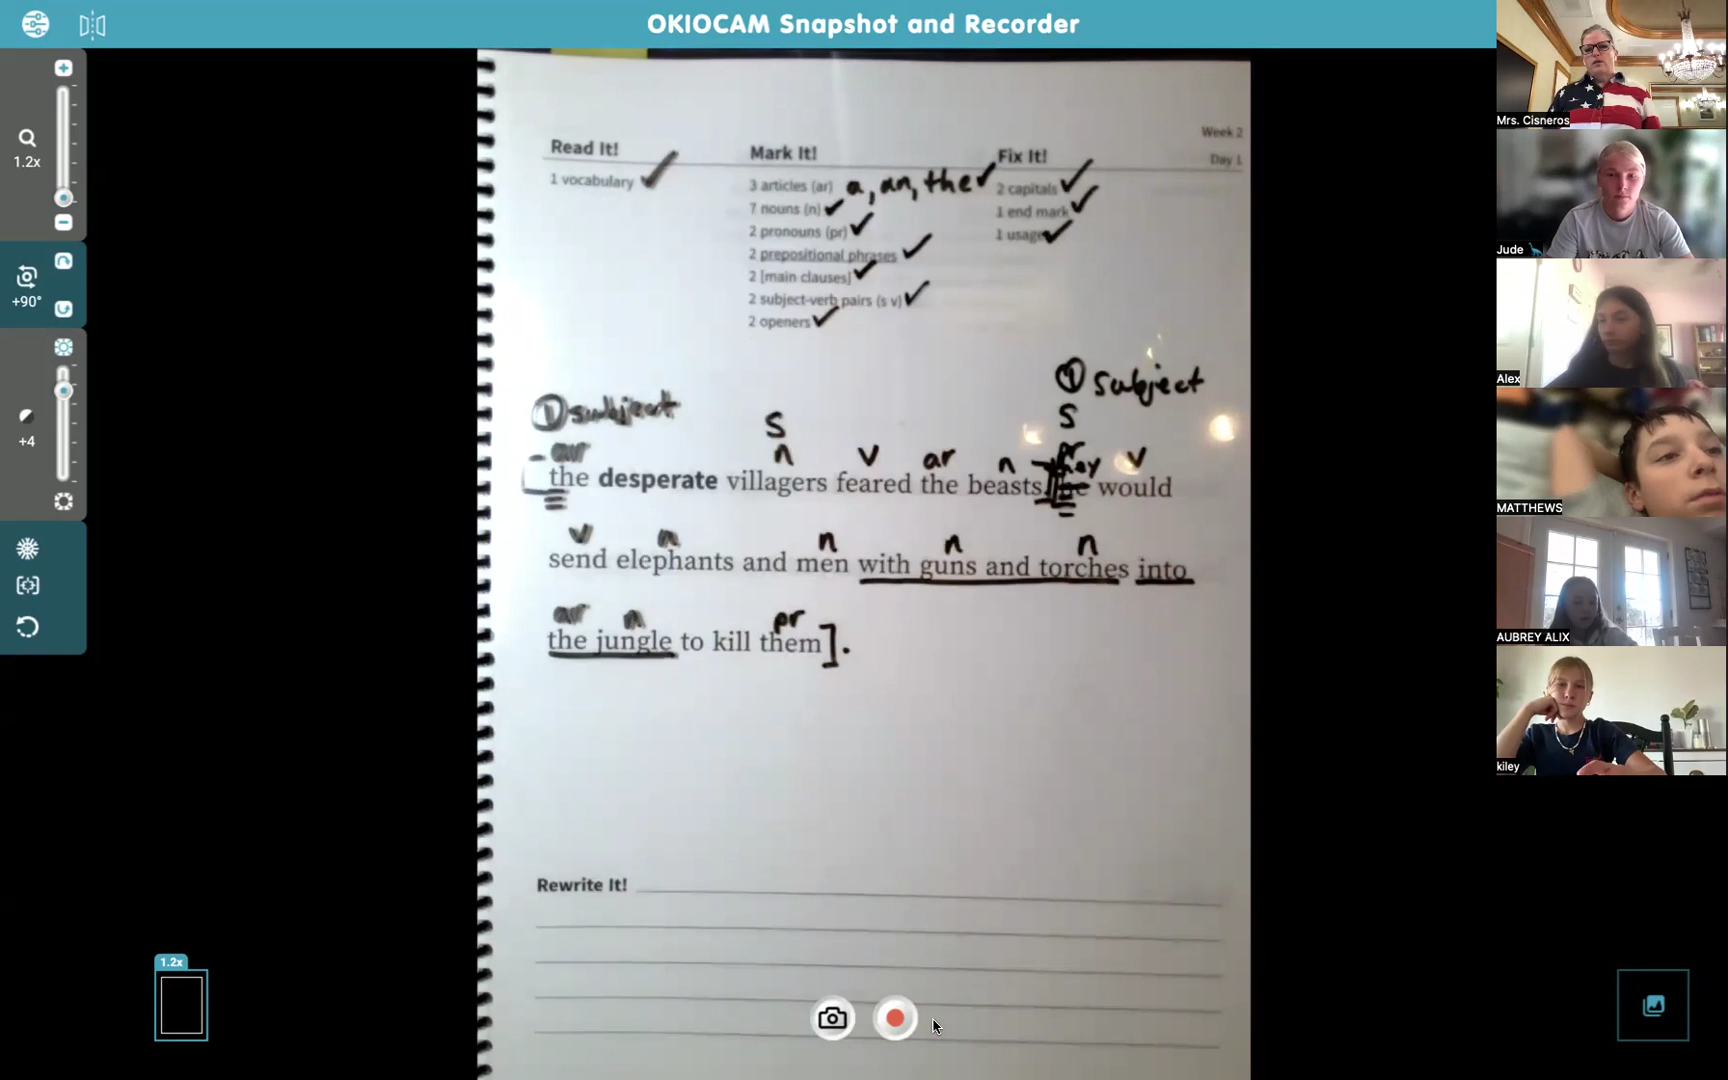 OKIOCAM Snapshot and Recorder
1.2x
+90°
+4
1.2x
Week 2
Day 1
Read It!
1 vocabulary
Mark It!
3 articles (ar) a, an, the
7 nouns (n)
2 pronouns (pr)
2 prepositional phrases
2 [main clauses]
2 subject-verb pairs (s v)
2 openers
Fix It!
2 capitals
1 end mark
1 usage
① subject
① subject
S
S
ar n v ar n pr v
they
[the desperate villagers feared the beasts. he would
v n n n n
send elephants and men with guns and torches into
ar n pr
the jungle to kill them].
Rewrite It!
Mrs. Cisneros
Jude
Alex
MATTHEWS
AUBREY ALIX
kiley